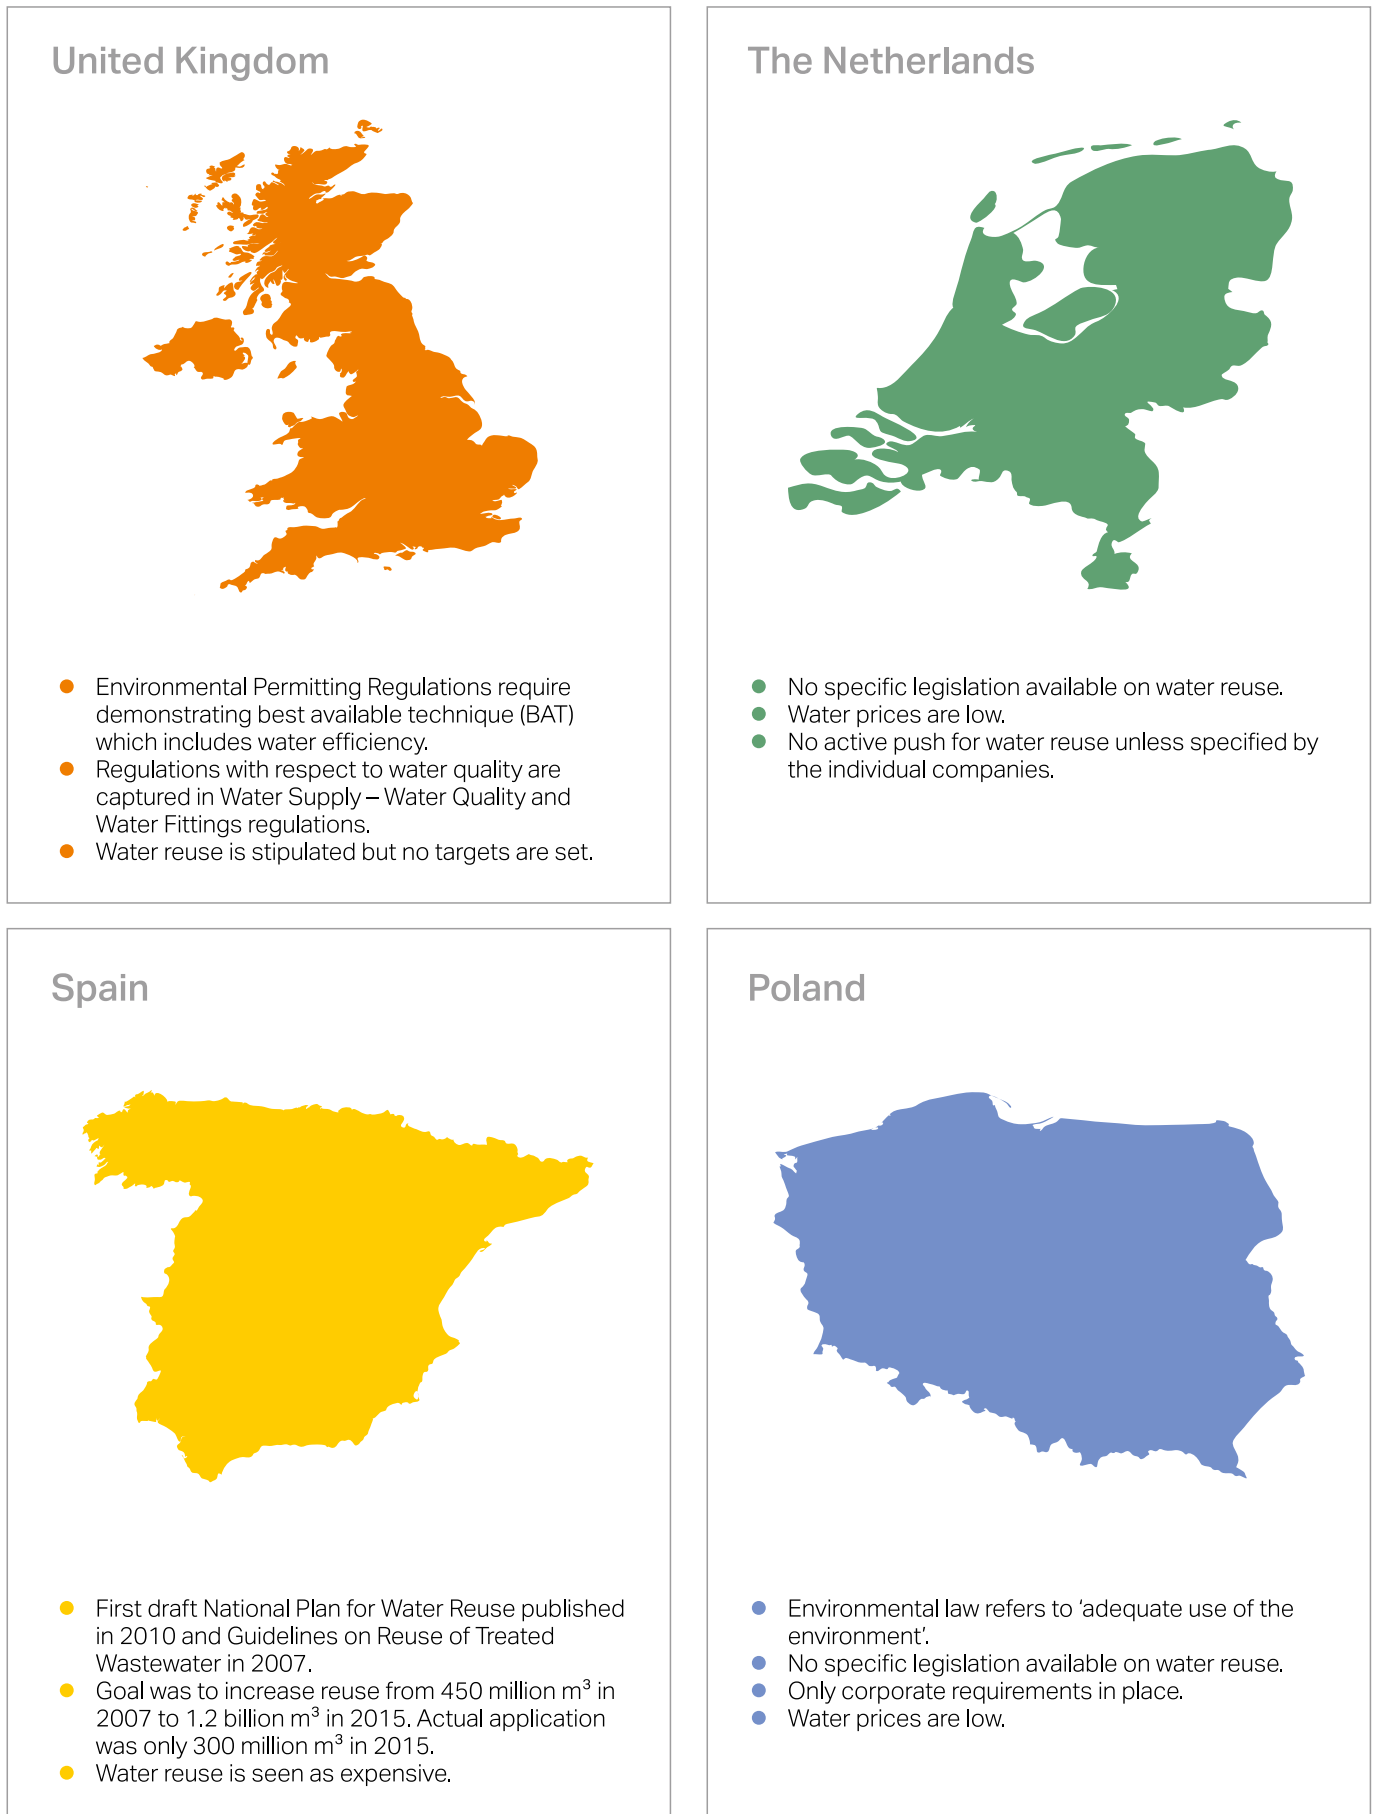 United Kingdom
● Environmental Permitting Regulations require
demonstrating best available technique (BAT)
which includes water efficiency.
● Regulations with respect to water quality are
captured in Water Supply – Water Quality and
Water Fittings regulations.
● Water reuse is stipulated but no targets are set.
The Netherlands
● No specific legislation available on water reuse.
● Water prices are low.
● No active push for water reuse unless specified by
the individual companies.
Spain
● First draft National Plan for Water Reuse published
in 2010 and Guidelines on Reuse of Treated
Wastewater in 2007.
● Goal was to increase reuse from 450 million m³ in
2007 to 1.2 billion m³ in 2015. Actual application
was only 300 million m³ in 2015.
● Water reuse is seen as expensive.
Poland
● Environmental law refers to ‘adequate use of the
environment’.
● No specific legislation available on water reuse.
● Only corporate requirements in place.
● Water prices are low.